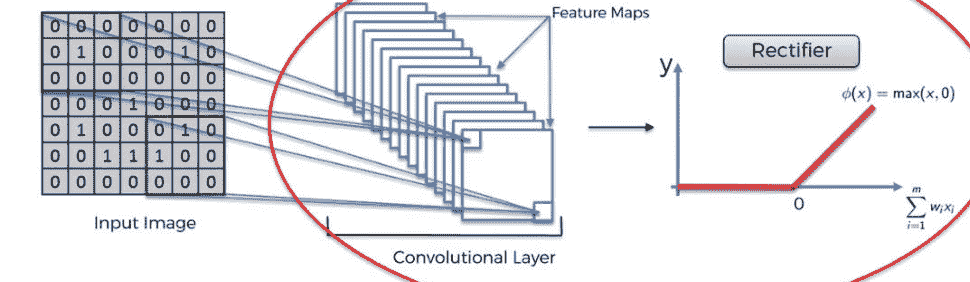 0 0 0 0 0 0 0
0 1 0 0 0 1 0
0 0 0 0 0 0 0
0 0 0 1 0 0 0
0 1 0 0 0 1 0
0 0 1 1 1 0 0
0 0 0 0 0 0 0
Input Image
Feature Maps
Convolutional Layer
Rectifier
y
ϕ(x) = max(x, 0)
0
m
∑ wᵢxᵢ
i=1